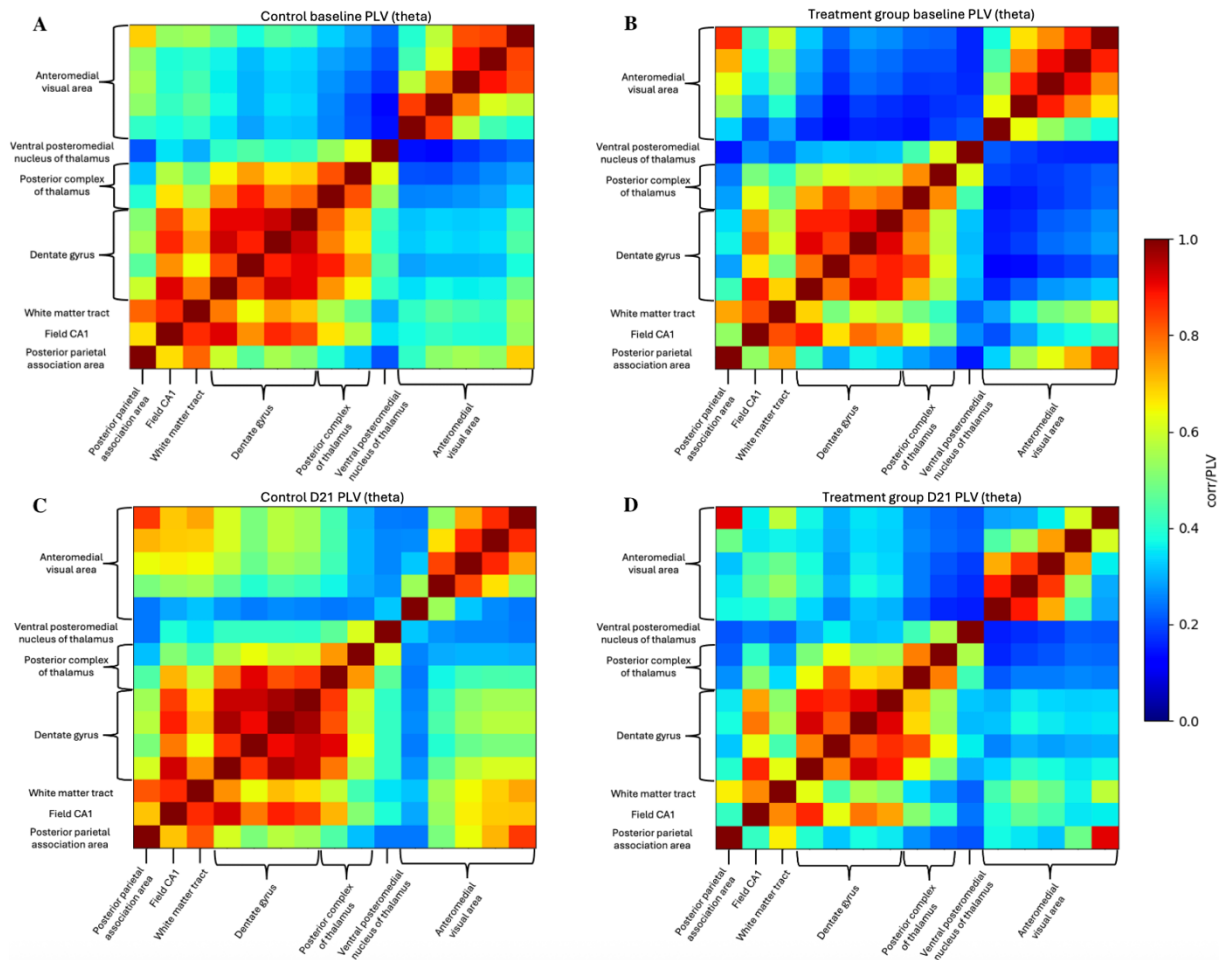 A
Control baseline PLV (theta)
Anteromedial
visual area
Ventral posteromedial
nucleus of thalamus
Posterior complex
of thalamus
Dentate gyrus
White matter tract
Field CA1
Posterior parietal
association area
Posterior parietal
association area
Field CA1
White matter tract
Dentate gyrus
Posterior complex
of thalamus
Ventral posteromedial
nucleus of thalamus
Anteromedial
visual area
B
Treatment group baseline PLV (theta)
Anteromedial
visual area
Ventral posteromedial
nucleus of thalamus
Posterior complex
of thalamus
Dentate gyrus
White matter tract
Field CA1
Posterior parietal
association area
Posterior parietal
association area
Field CA1
White matter tract
Dentate gyrus
Posterior complex
of thalamus
Ventral posteromedial
nucleus of thalamus
Anteromedial
visual area
1.0
0.8
0.6
0.4
0.2
0.0
corr/PLV
C
Control D21 PLV (theta)
Anteromedial
visual area
Ventral posteromedial
nucleus of thalamus
Posterior complex
of thalamus
Dentate gyrus
White matter tract
Field CA1
Posterior parietal
association area
Posterior parietal
association area
Field CA1
White matter tract
Dentate gyrus
Posterior complex
of thalamus
Ventral posteromedial
nucleus of thalamus
Anteromedial
visual area
D
Treatment group D21 PLV (theta)
Anteromedial
visual area
Ventral posteromedial
nucleus of thalamus
Posterior complex
of thalamus
Dentate gyrus
White matter tract
Field CA1
Posterior parietal
association area
Posterior parietal
association area
Field CA1
White matter tract
Dentate gyrus
Posterior complex
of thalamus
Ventral posteromedial
nucleus of thalamus
Anteromedial
visual area